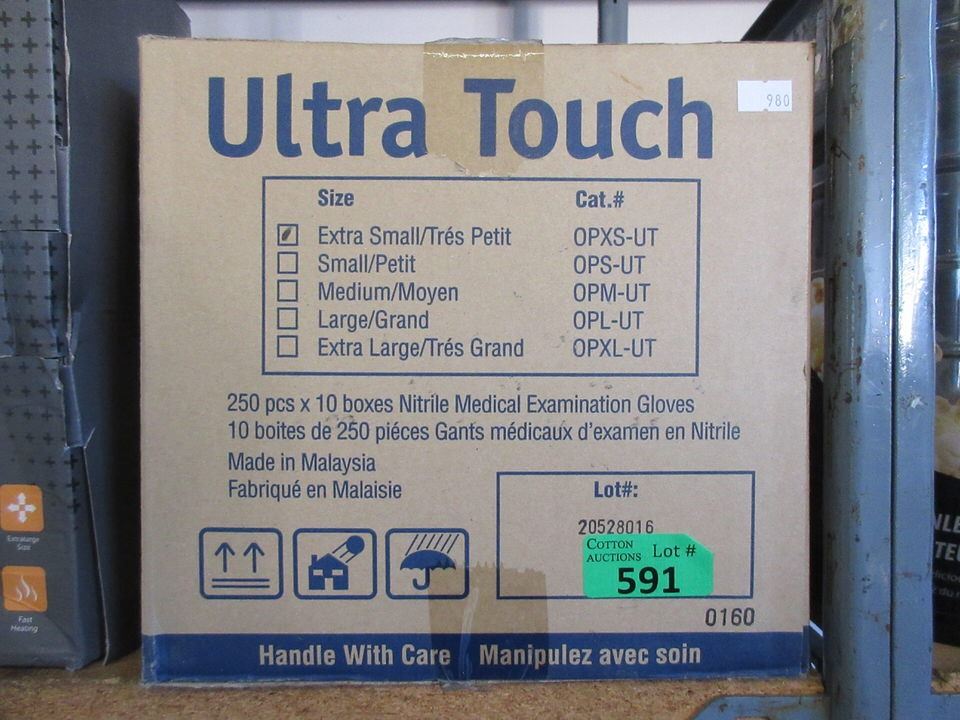 Ultra Touch
980
Size Cat.#
Extra Small/Trés Petit OPXS-UT
Small/Petit OPS-UT
Medium/Moyen OPM-UT
Large/Grand OPL-UT
Extra Large/Trés Grand OPXL-UT
250 pcs x 10 boxes Nitrile Medical Examination Gloves
10 boites de 250 piéces Gants médicaux d'examen en Nitrile
Made in Malaysia
Fabriqué en Malaisie
Lot#:
20528016
COTTON
AUCTIONS Lot #
591
0160
Handle With Care Manipulez avec soin
Extralarge
Size
Fast
Heating